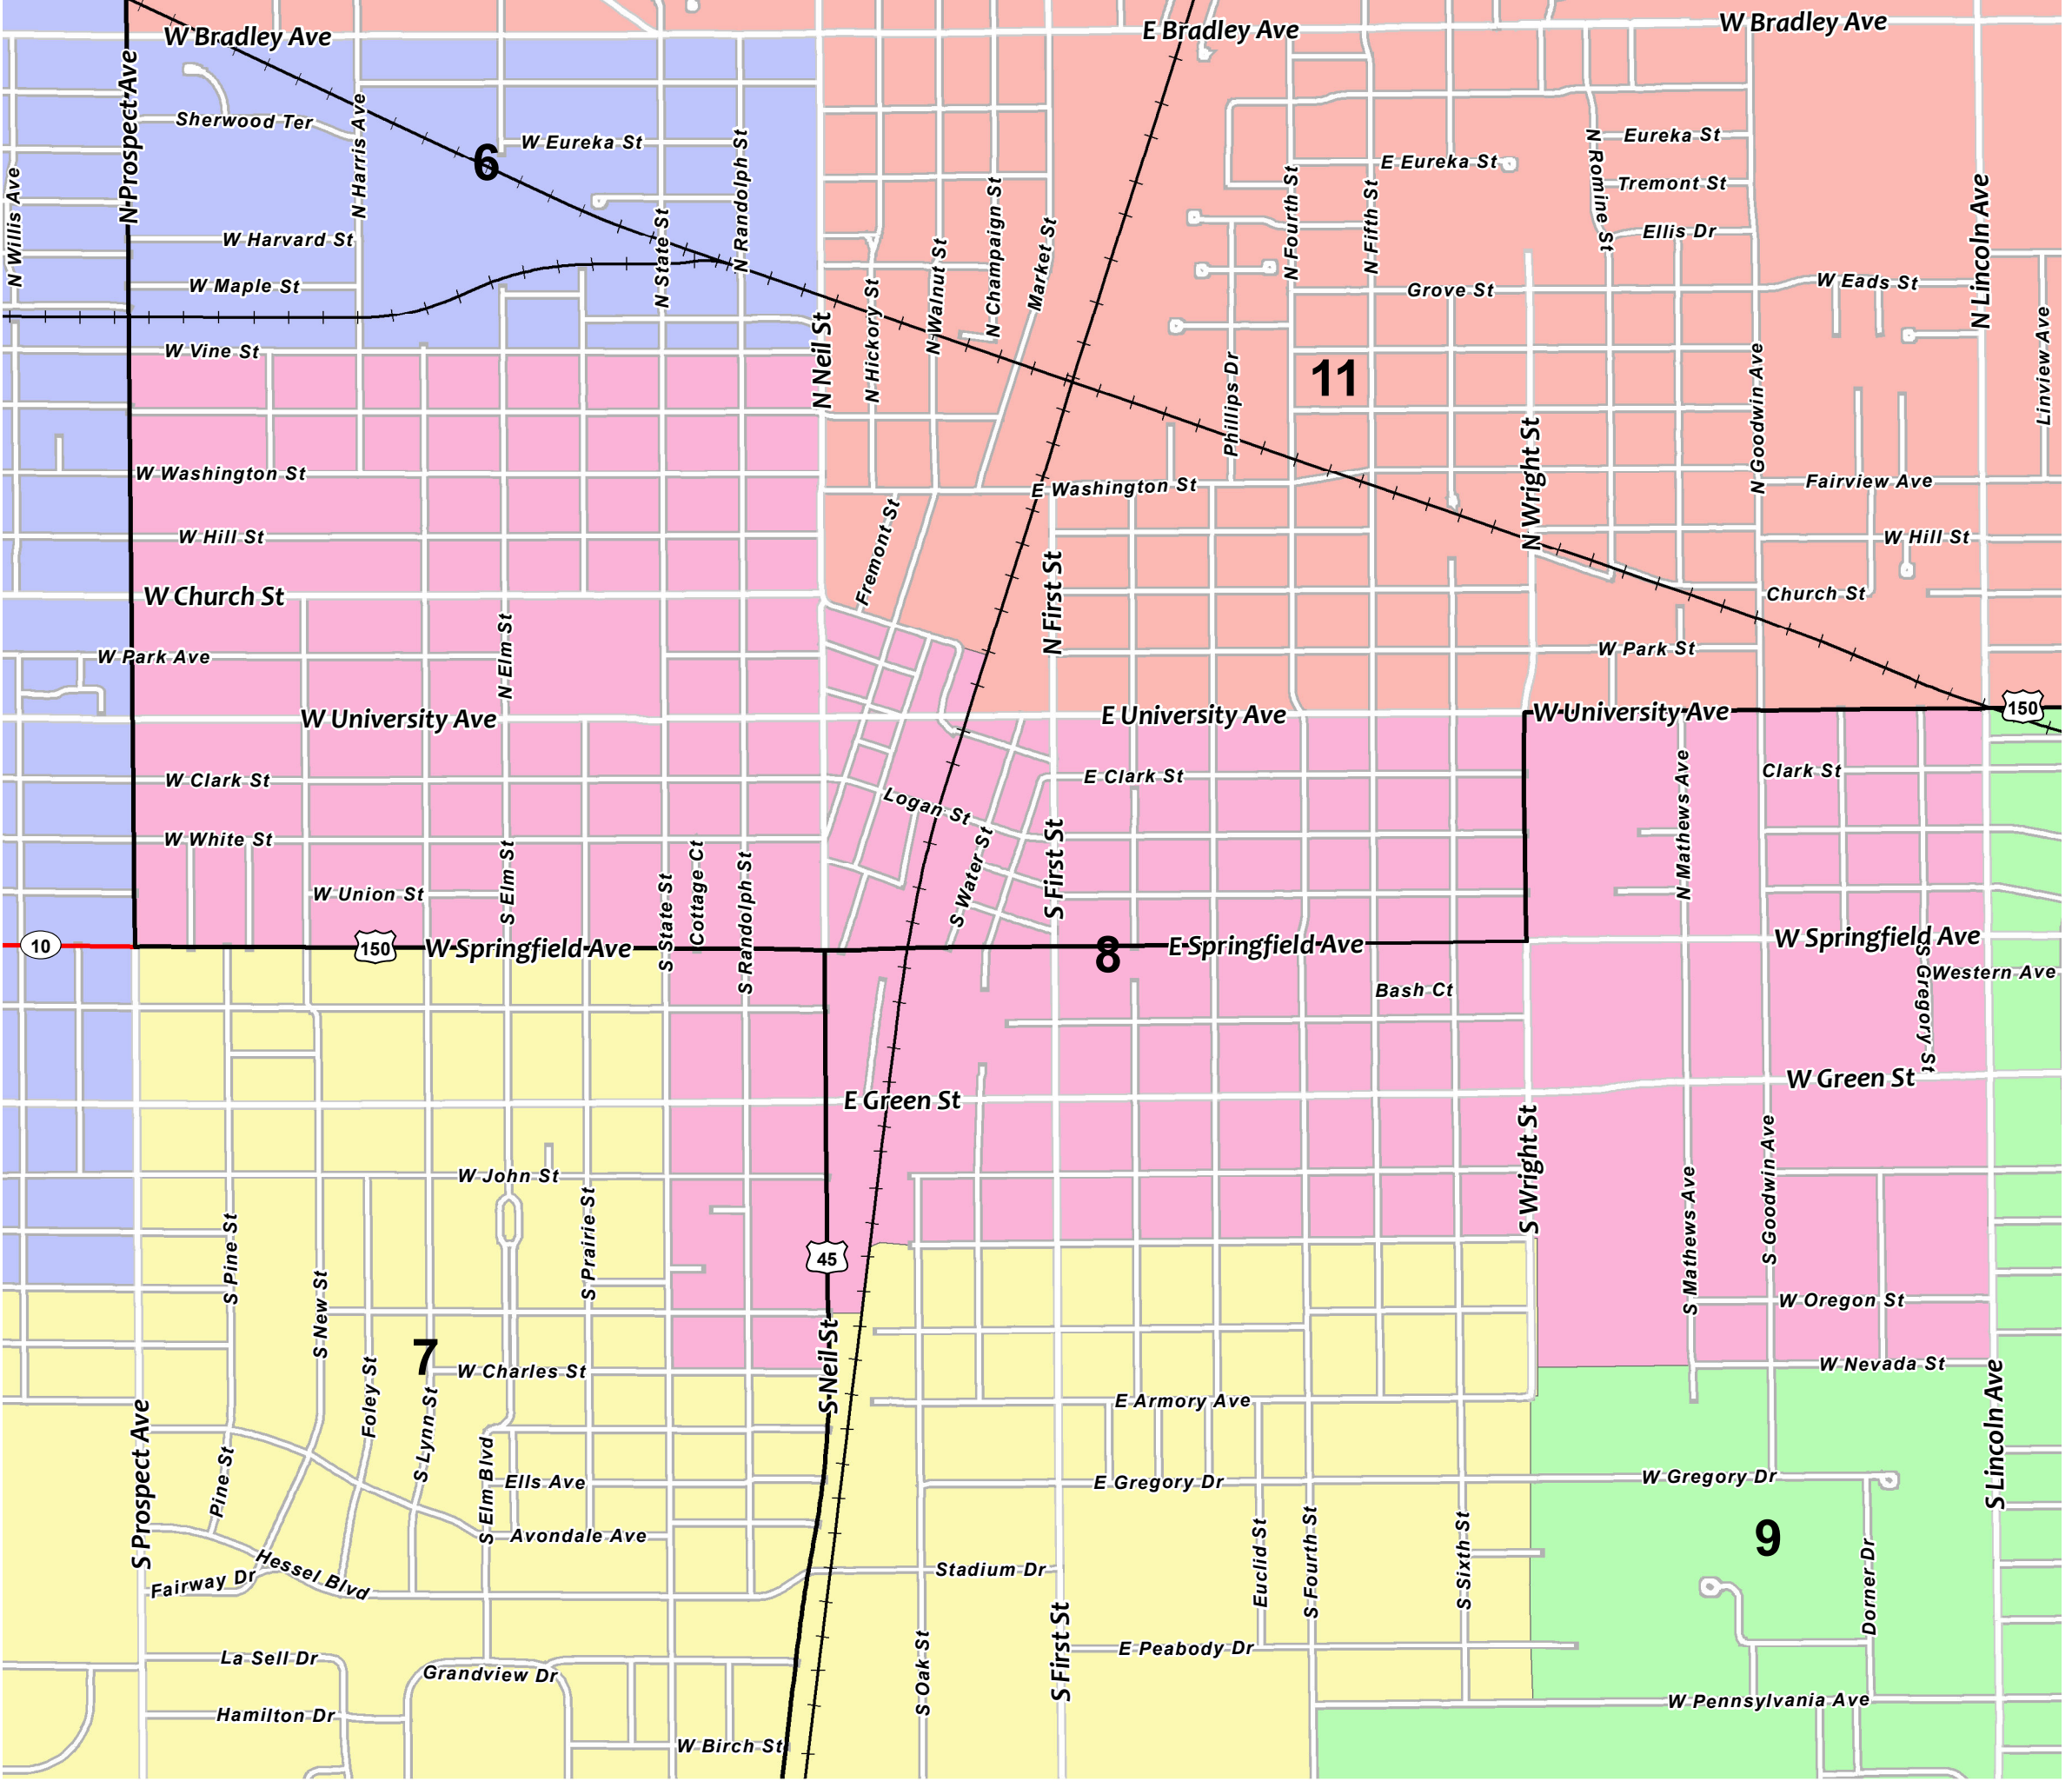 W Bradley Ave
E Bradley Ave
W Bradley Ave
N Prospect Ave
Sherwood Ter
N Harris Ave
6
W Eureka St
N Randolph St
N Willis Ave
W Harvard St
N State St
W Maple St
W Vine St
N Neil St
N Hickory St
N Walnut St
N Champaign St
Market St
N Fourth St
N Fifth St
E Eureka St
N Romine St
Eureka St
Tremont St
Ellis Dr
N Lincoln Ave
W Eads St
Grove St
Linview Ave
Phillips Dr
11
N Goodwin Ave
N Wright St
W Washington St
E Washington St
Fairview Ave
W Hill St
Fremont St
N First St
W Hill St
W Church St
Church St
N Elm St
W Park Ave
W Park St
W University Ave
E University Ave
W University Ave
150
W Clark St
E Clark St
N Mathews Ave
Clark St
Logan St
W White St
S Elm St
Cottage Ct
S Randolph St
S State St
S Water St
S First St
W Union St
10
150
W Springfield Ave
8
E Springfield Ave
W Springfield Ave
S Gregory St
Western Ave
Bash Ct
E Green St
W Green St
S Wright St
S Mathews Ave
S Goodwin Ave
W John St
S Pine St
S New St
S Prairie St
45
W Oregon St
7
Foley St
S Lynn St
W Charles St
S Neil St
W Nevada St
S Prospect Ave
E Armory Ave
S Lincoln Ave
Pine St
S Elm Blvd
Ells Ave
E Gregory Dr
W Gregory Dr
Avondale Ave
Euclid St
S Fourth St
S Sixth St
9
Dorner Dr
Fairway Dr
Hessel Blvd
Stadium Dr
La Sell Dr
Grandview Dr
S Oak St
S First St
E Peabody Dr
Hamilton Dr
W Pennsylvania Ave
W Birch St